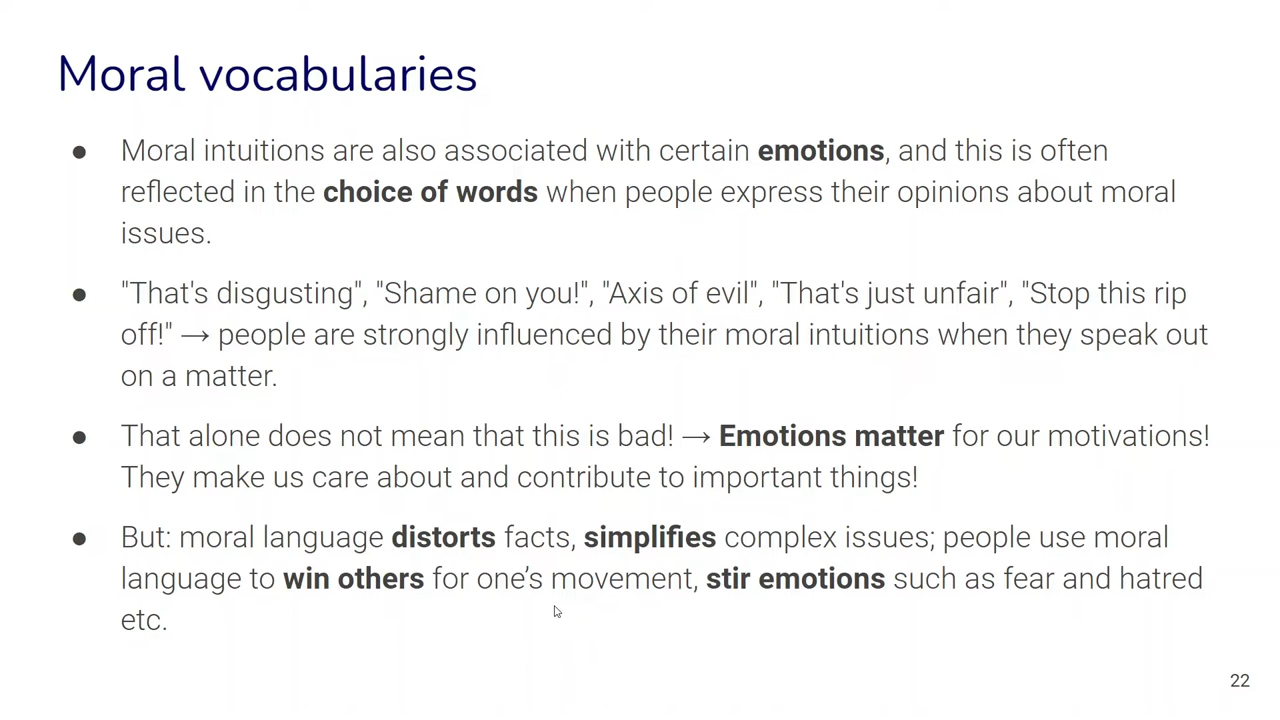 Moral vocabularies
● Moral intuitions are also associated with certain emotions, and this is often
reflected in the choice of words when people express their opinions about moral
issues.
● "That's disgusting", "Shame on you!", "Axis of evil", "That's just unfair", "Stop this rip
off!" → people are strongly influenced by their moral intuitions when they speak out
on a matter.
● That alone does not mean that this is bad! → Emotions matter for our motivations!
They make us care about and contribute to important things!
● But: moral language distorts facts, simplifies complex issues; people use moral
language to win others for one’s movement, stir emotions such as fear and hatred
etc.
22